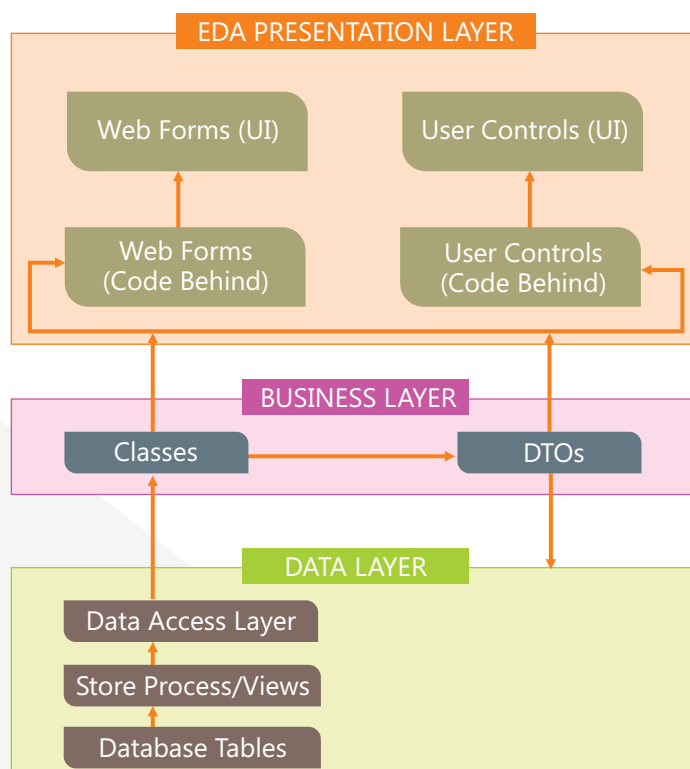 EDA PRESENTATION LAYER
Web Forms (UI)
User Controls (UI)
Web Forms
(Code Behind)
User Controls
(Code Behind)
BUSINESS LAYER
Classes
DTOs
DATA LAYER
Data Access Layer
Store Process/Views
Database Tables